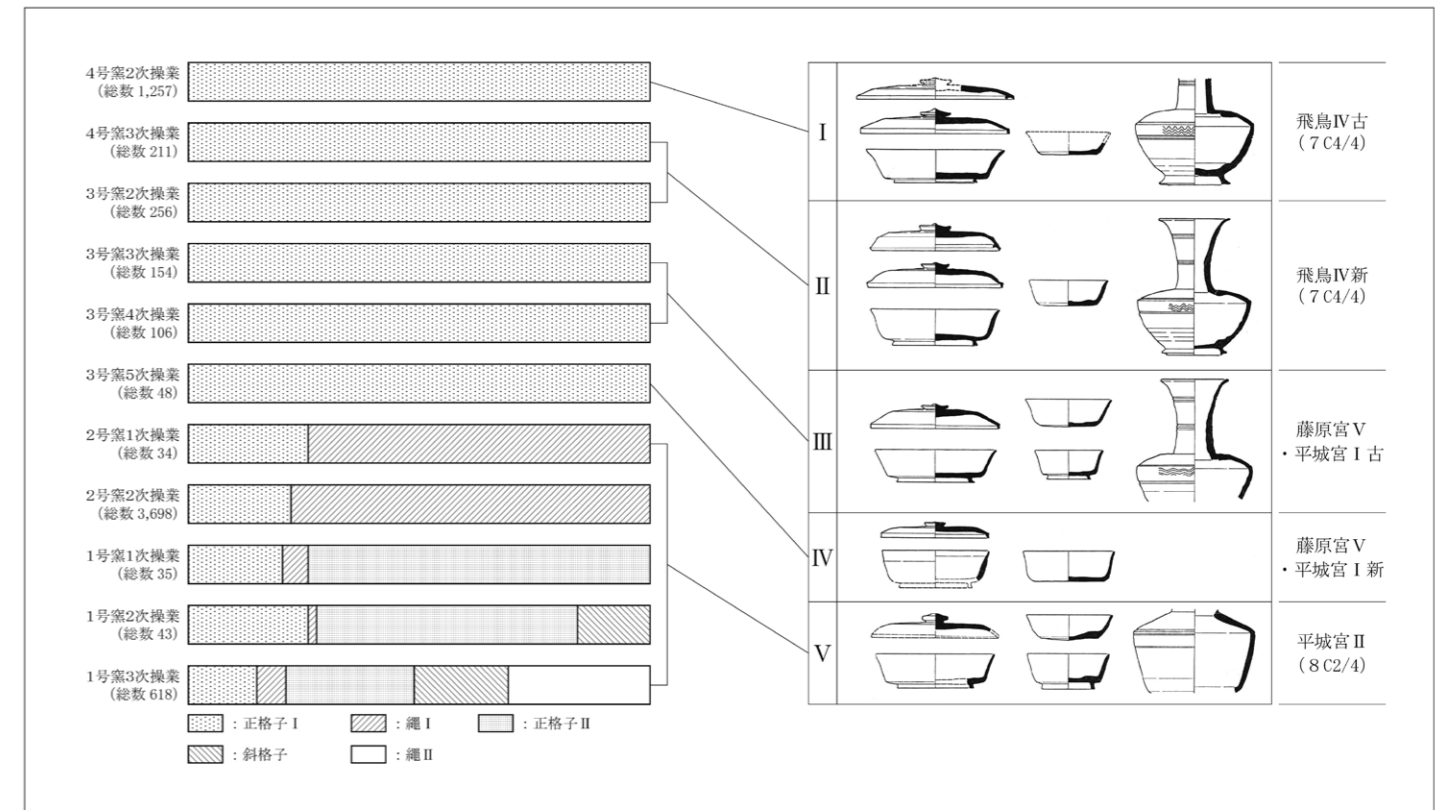 4号窯2次操業
(総数 1,257)
4号窯3次操業
(総数 211)
3号窯2次操業
(総数 256)
3号窯3次操業
(総数 154)
3号窯4次操業
(総数 106)
3号窯5次操業
(総数 48)
2号窯1次操業
(総数 34)
2号窯2次操業
(総数 3,698)
1号窯1次操業
(総数 35)
1号窯2次操業
(総数 43)
1号窯3次操業
(総数 618)
:正格子Ⅰ
:縄Ⅰ
:正格子Ⅱ
:斜格子
:縄Ⅱ
Ⅰ
飛鳥Ⅳ古
(7C4/4)
Ⅱ
飛鳥Ⅳ新
(7C4/4)
Ⅲ
藤原宮Ⅴ
・平城宮Ⅰ古
Ⅳ
藤原宮Ⅴ
・平城宮Ⅰ新
Ⅴ
平城宮Ⅱ
(8C2/4)